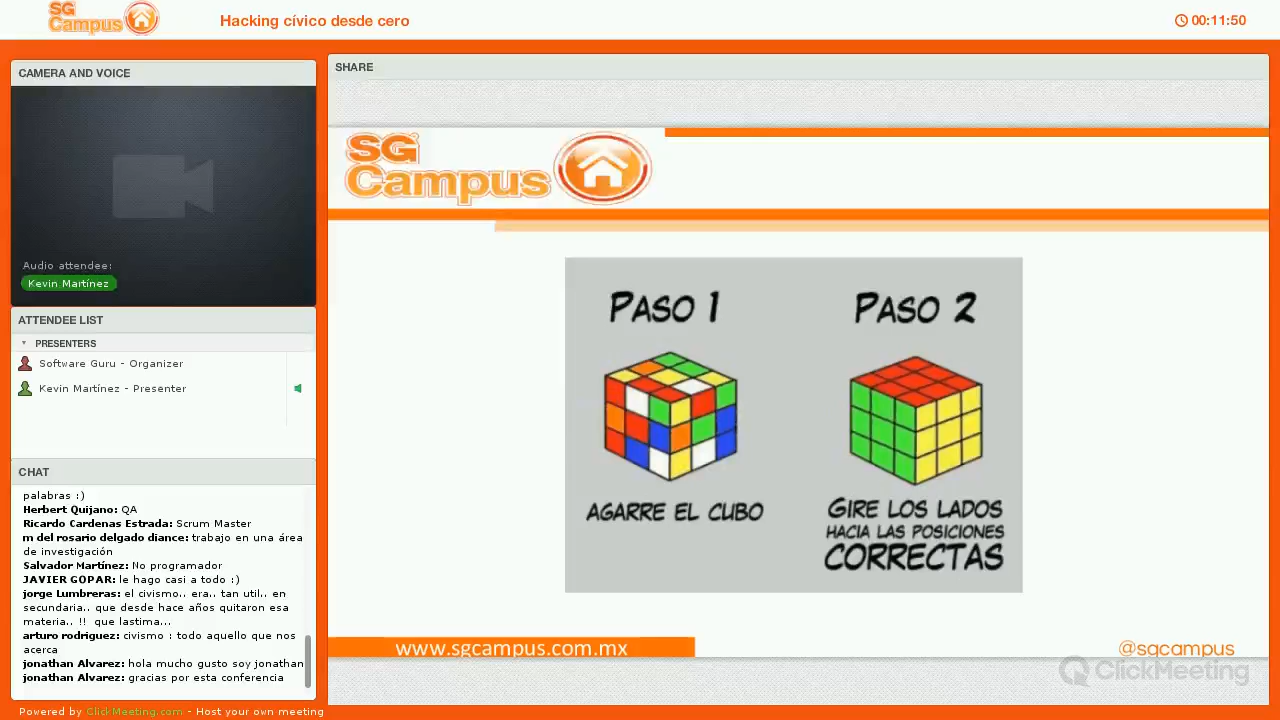 SG
Campus
Hacking cívico desde cero
00:11:50
CAMERA AND VOICE
Audio attendee:
Kevin Martínez
ATTENDEE LIST
PRESENTERS
Software Guru - Organizer
Kevin Martínez - Presenter
CHAT
palabras :)
Herbert Quijano: QA
Ricardo Cardenas Estrada: Scrum Master
m del rosario delgado diance: trabajo en una área
de investigación
Salvador Martínez: No programador
JAVIER GOPAR: le hago casi a todo :)
jorge Lumbreras: el civismo.. era.. tan util.. en
secundaria.. que desde hace años quitaron esa
materia.. !! que lastima...
arturo rodriguez: civismo : todo aquello que nos
acerca
jonathan Alvarez: hola mucho gusto soy jonathan
jonathan Alvarez: gracias por esta conferencia
Powered by ClickMeeting.com - Host your own meeting
SHARE
SG
Campus
PASO 1
PASO 2
AGARRE EL CUBO
GIRE LOS LADOS
HACIA LAS POSICIONES
CORRECTAS
www.sgcampus.com.mx
@sgcampus
ClickMeeting